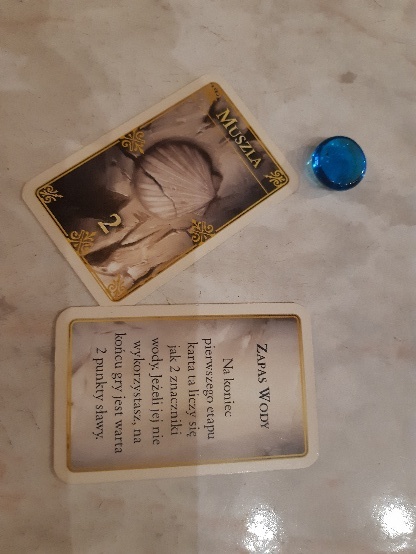 Muszla
2
Zapas Wody
Na koniec
pierwszego etapu
karta ta liczy się
jak 2 znaczniki
wody. Jeżeli jej nie
wykorzystasz, na
końcu gry jest warta
2 punkty sławy.